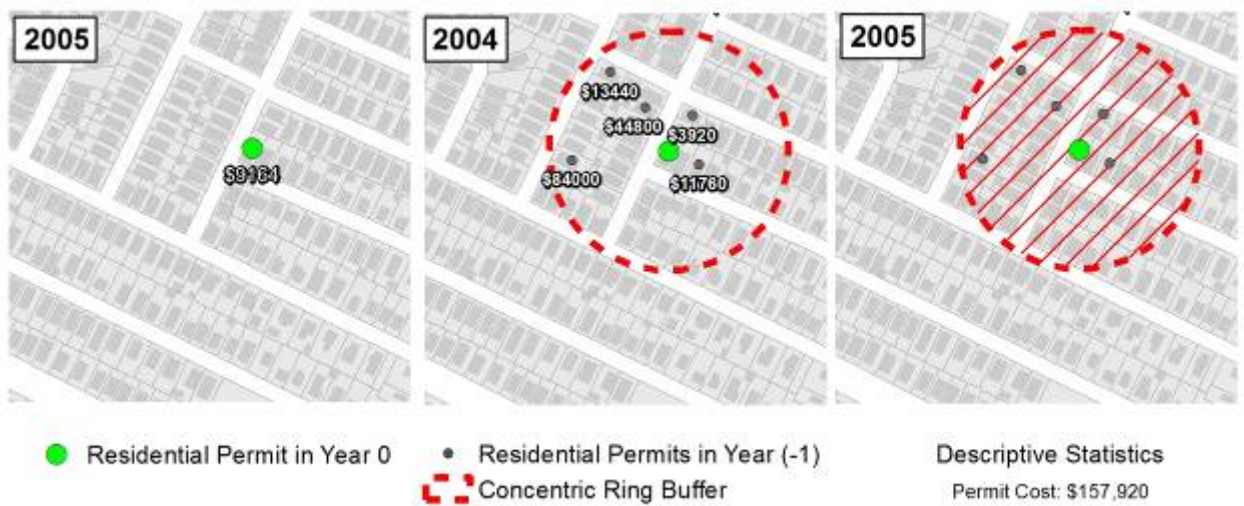 2005
$9164
2004
$13440
$44800
$3920
$84000
$11760
2005
Residential Permit in Year 0
Residential Permits in Year (-1)
Concentric Ring Buffer
Descriptive Statistics
Permit Cost: $157,920